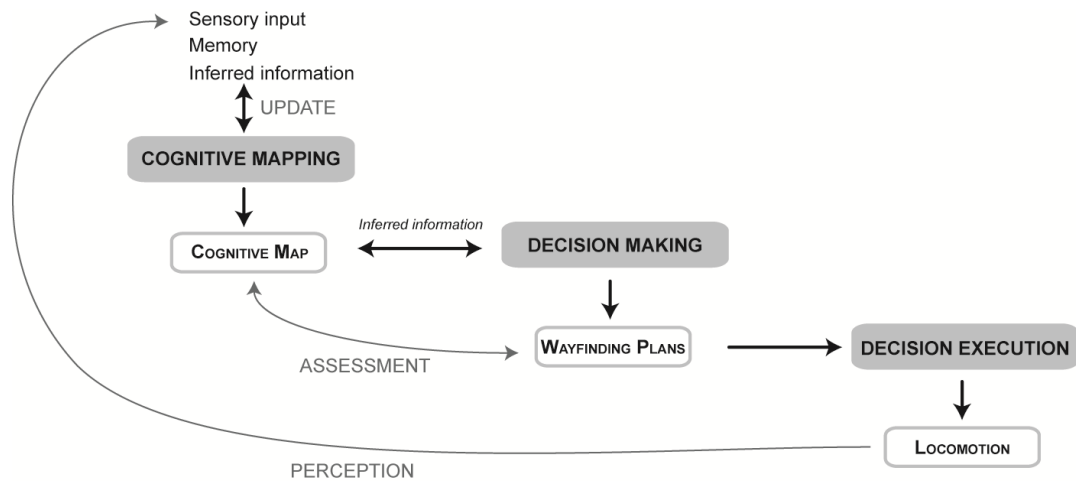 Sensory input
Memory
Inferred information
UPDATE
COGNITIVE MAPPING
Inferred information
COGNITIVE MAP
DECISION MAKING
WAYFINDING PLANS
ASSESSMENT
DECISION EXECUTION
LOCOMOTION
PERCEPTION